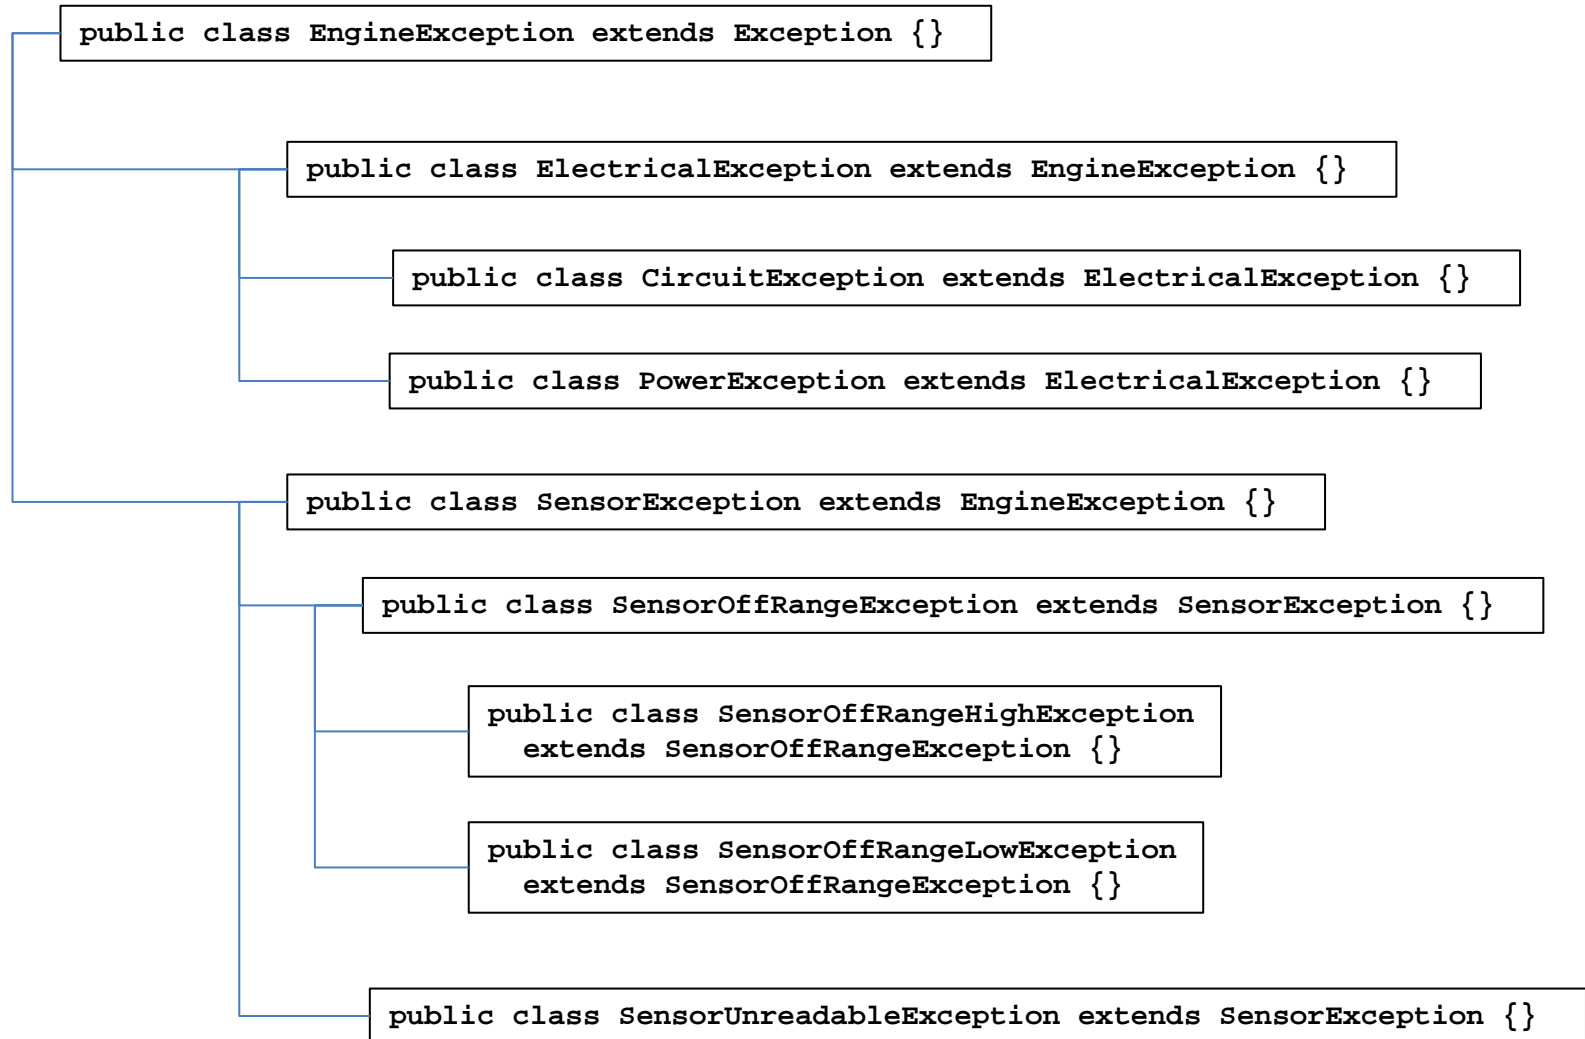 public class EngineException extends Exception {}
public class ElectricalException extends EngineException {}
public class CircuitException extends ElectricalException {}
public class PowerException extends ElectricalException {}
public class SensorException extends EngineException {}
public class SensorOffRangeException extends SensorException {}
public class SensorOffRangeHighException
extends SensorOffRangeException {}
public class SensorOffRangeLowException
extends SensorOffRangeException {}
public class SensorUnreadableException extends SensorException {}